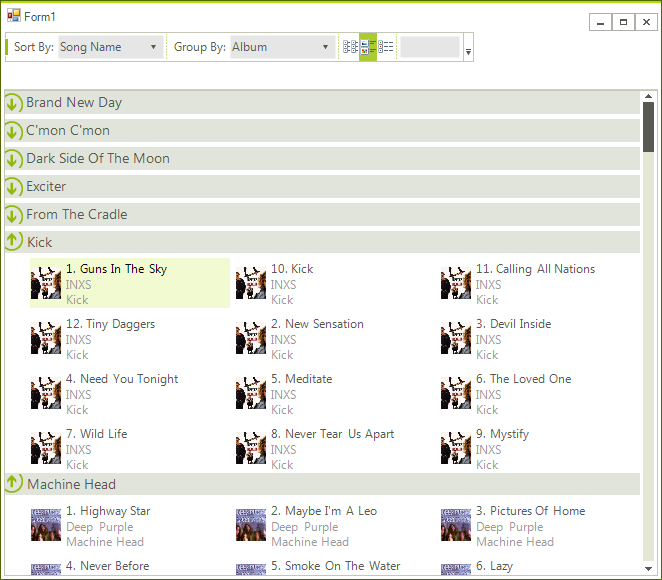 Form1
Sort By: Song Name Group By: Album
Brand New Day
C'mon C'mon
Dark Side Of The Moon
Exciter
From The Cradle
Kick
1. Guns In The Sky 10. Kick 11. Calling All Nations
INXS INXS INXS
Kick Kick Kick
12. Tiny Daggers 2. New Sensation 3. Devil Inside
INXS INXS INXS
Kick Kick Kick
4. Need You Tonight 5. Meditate 6. The Loved One
INXS INXS INXS
Kick Kick Kick
7. Wild Life 8. Never Tear Us Apart 9. Mystify
INXS INXS INXS
Kick Kick Kick
Machine Head
1. Highway Star 2. Maybe I'm A Leo 3. Pictures Of Home
Deep Purple Deep Purple Deep Purple
Machine Head Machine Head Machine Head
4. Never Before 5. Smoke On The Water 6. Lazy